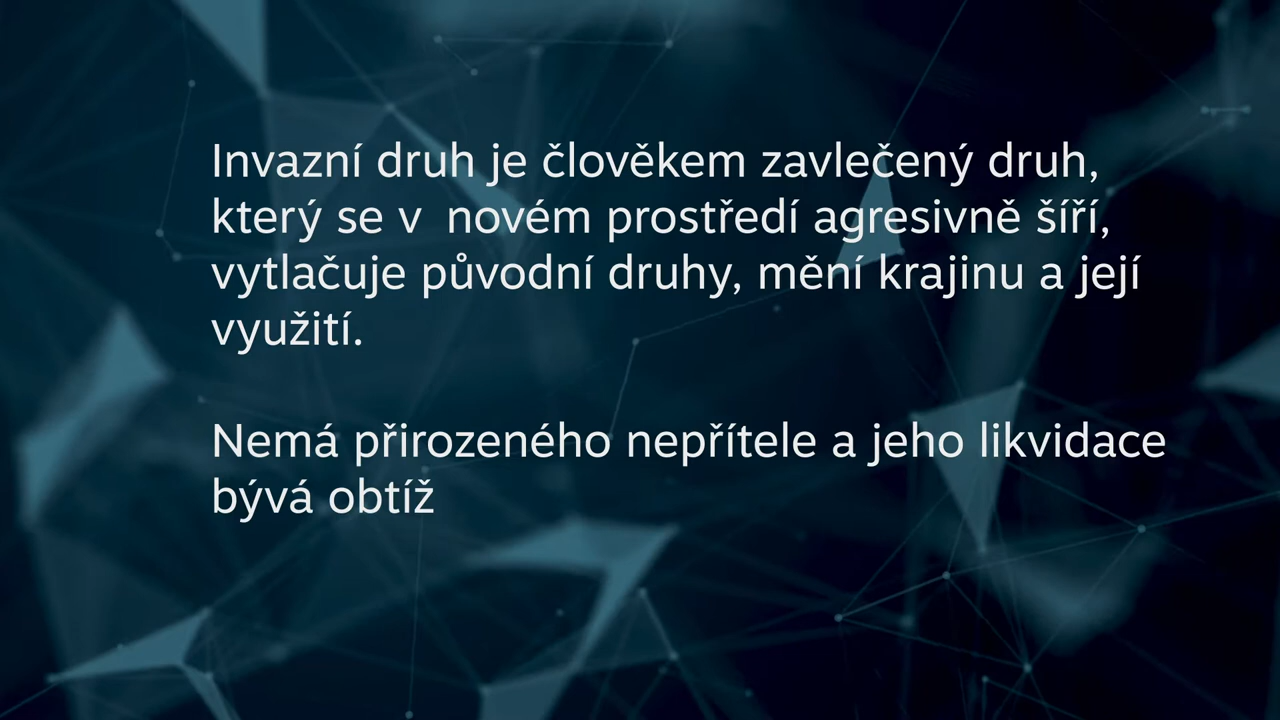 Invazní druh je člověkem zavlečený druh,
který se v  novém prostředí agresivně šíří,
vytlačuje původní druhy, mění krajinu a její
využití.
Nemá přirozeného nepřítele a jeho likvidace
bývá obtíž